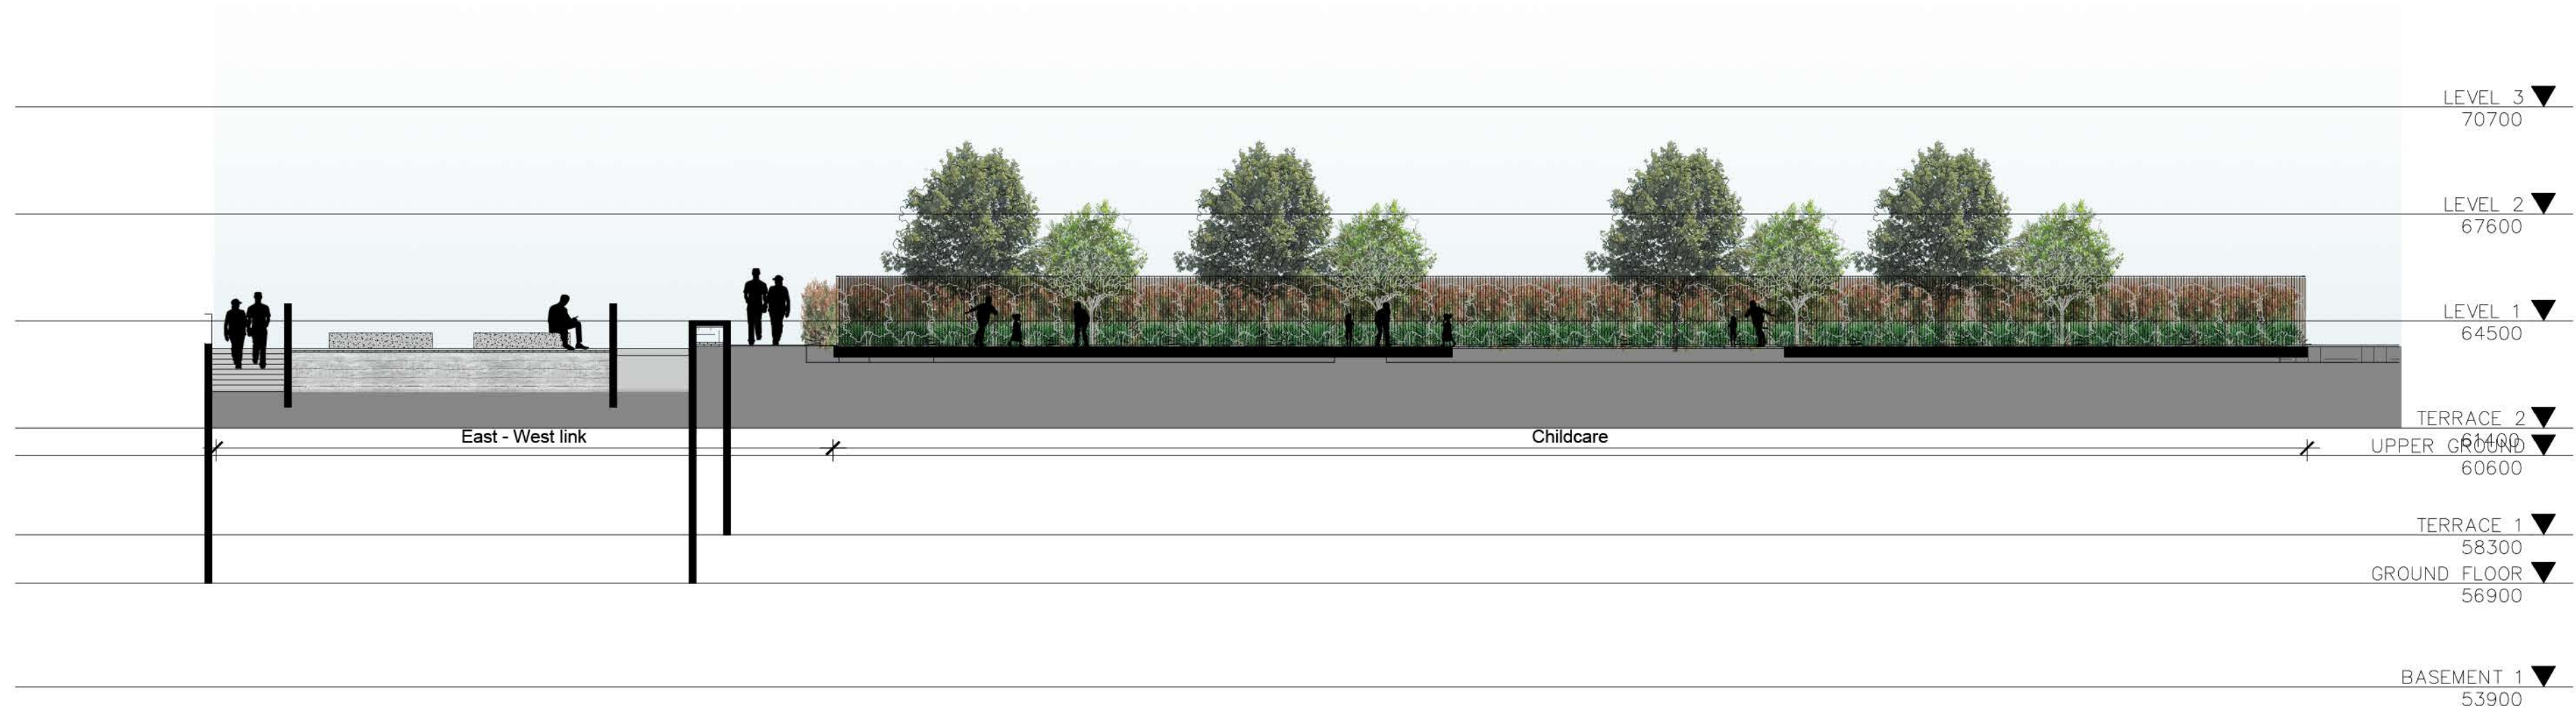 LEVEL 3
70700
LEVEL 2
67600
LEVEL 1
64500
TERRACE 2
61400
East - West link
Childcare
UPPER GROUND
60600
TERRACE 1
58300
GROUND FLOOR
56900
BASEMENT 1
53900